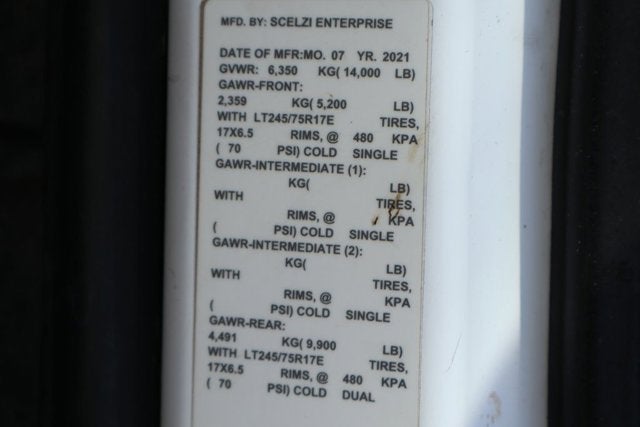 MFD. BY: SCELZI ENTERPRISE
DATE OF MFR:MO. 07 YR. 2021
GVWR: 6,350 KG( 14,000 LB)
GAWR-FRONT:
2,359 KG( 5,200 LB)
WITH LT245/75R17E TIRES,
17X6.5 RIMS, @ 480 KPA
( 70 PSI) COLD SINGLE
GAWR-INTERMEDIATE (1):
KG( LB)
WITH TIRES,
RIMS, @ KPA
( PSI) COLD SINGLE
GAWR-INTERMEDIATE (2):
KG( LB)
WITH TIRES,
RIMS, @ KPA
( PSI) COLD SINGLE
GAWR-REAR:
4,491 KG( 9,900 LB)
WITH LT245/75R17E TIRES,
17X6.5 RIMS, @ 480 KPA
( 70 PSI) COLD DUAL